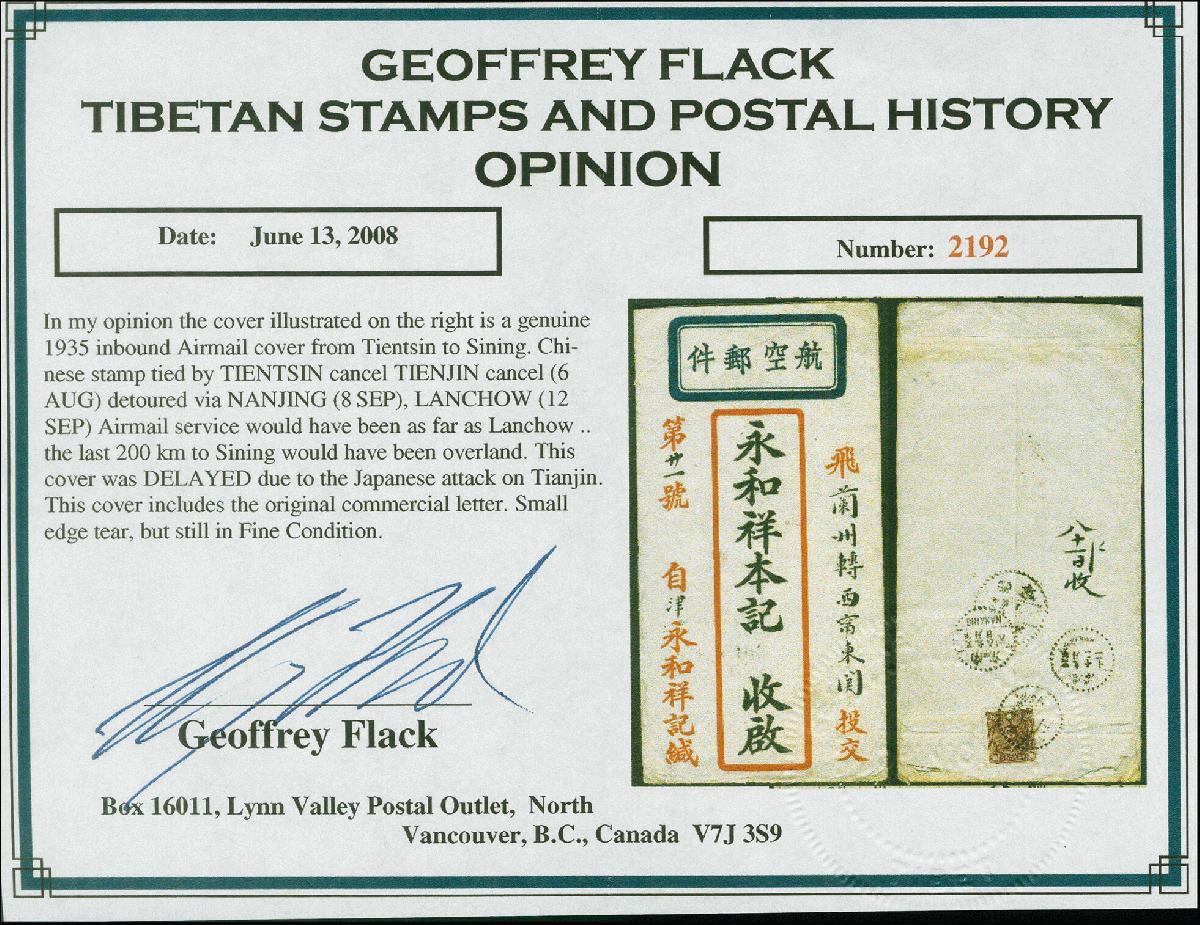 GEOFFREY FLACK
TIBETAN STAMPS AND POSTAL HISTORY
OPINION
Date: June 13, 2008
Number: 2192
In my opinion the cover illustrated on the right is a genuine
1935 inbound Airmail cover from Tientsin to Sining. Chi-
nese stamp tied by TIENTSIN cancel TIENJIN cancel (6
AUG) detoured via NANJING (8 SEP), LANCHOW (12
SEP) Airmail service would have been as far as Lanchow ..
the last 200 km to Sining would have been overland. This
cover was DELAYED due to the Japanese attack on Tianjin.
This cover includes the original commercial letter. Small
edge tear, but still in Fine Condition.
Geoffrey Flack
Box 16011, Lynn Valley Postal Outlet, North
Vancouver, B.C., Canada V7J 3S9
航空郵件
飛蘭州轉西甯東関投交
永和祥本記 收啟
第廿一號 自津永和祥記緘
NANKING